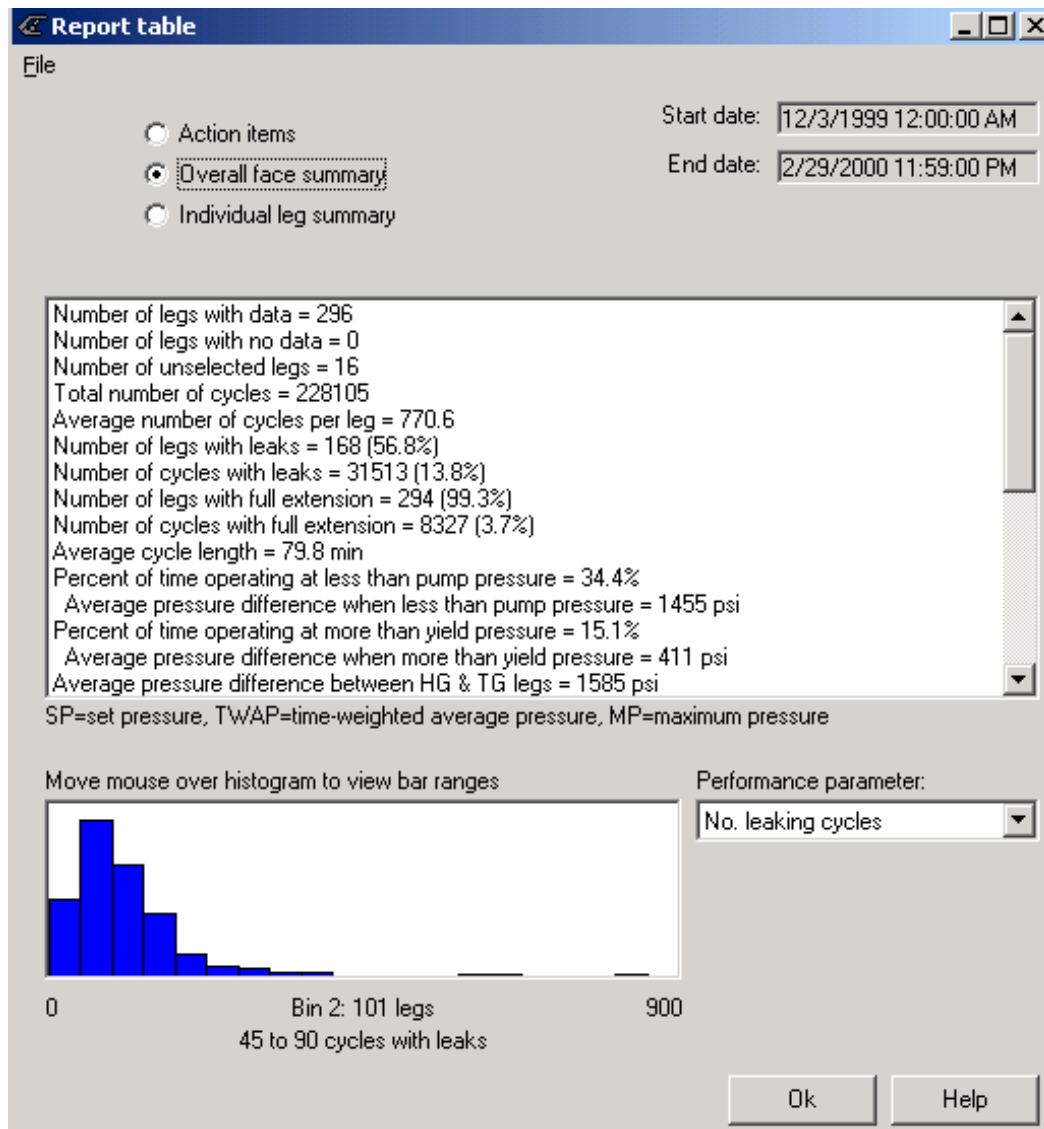 Report table
File
Action items
Overall face summary
Individual leg summary
Start date: 12/3/1999 12:00:00 AM
End date: 2/29/2000 11:59:00 PM
Number of legs with data = 296
Number of legs with no data = 0
Number of unselected legs = 16
Total number of cycles = 228105
Average number of cycles per leg = 770.6
Number of legs with leaks = 168 (56.8%)
Number of cycles with leaks = 31513 (13.8%)
Number of legs with full extension = 294 (99.3%)
Number of cycles with full extension = 8327 (3.7%)
Average cycle length = 79.8 min
Percent of time operating at less than pump pressure = 34.4%
Average pressure difference when less than pump pressure = 1455 psi
Percent of time operating at more than yield pressure = 15.1%
Average pressure difference when more than yield pressure = 411 psi
Average pressure difference between HG & TG legs = 1585 psi
SP=set pressure, TWAP=time-weighted average pressure, MP=maximum pressure
Move mouse over histogram to view bar ranges
Performance parameter:
No. leaking cycles
0 Bin 2: 101 legs 900
45 to 90 cycles with leaks
Ok Help